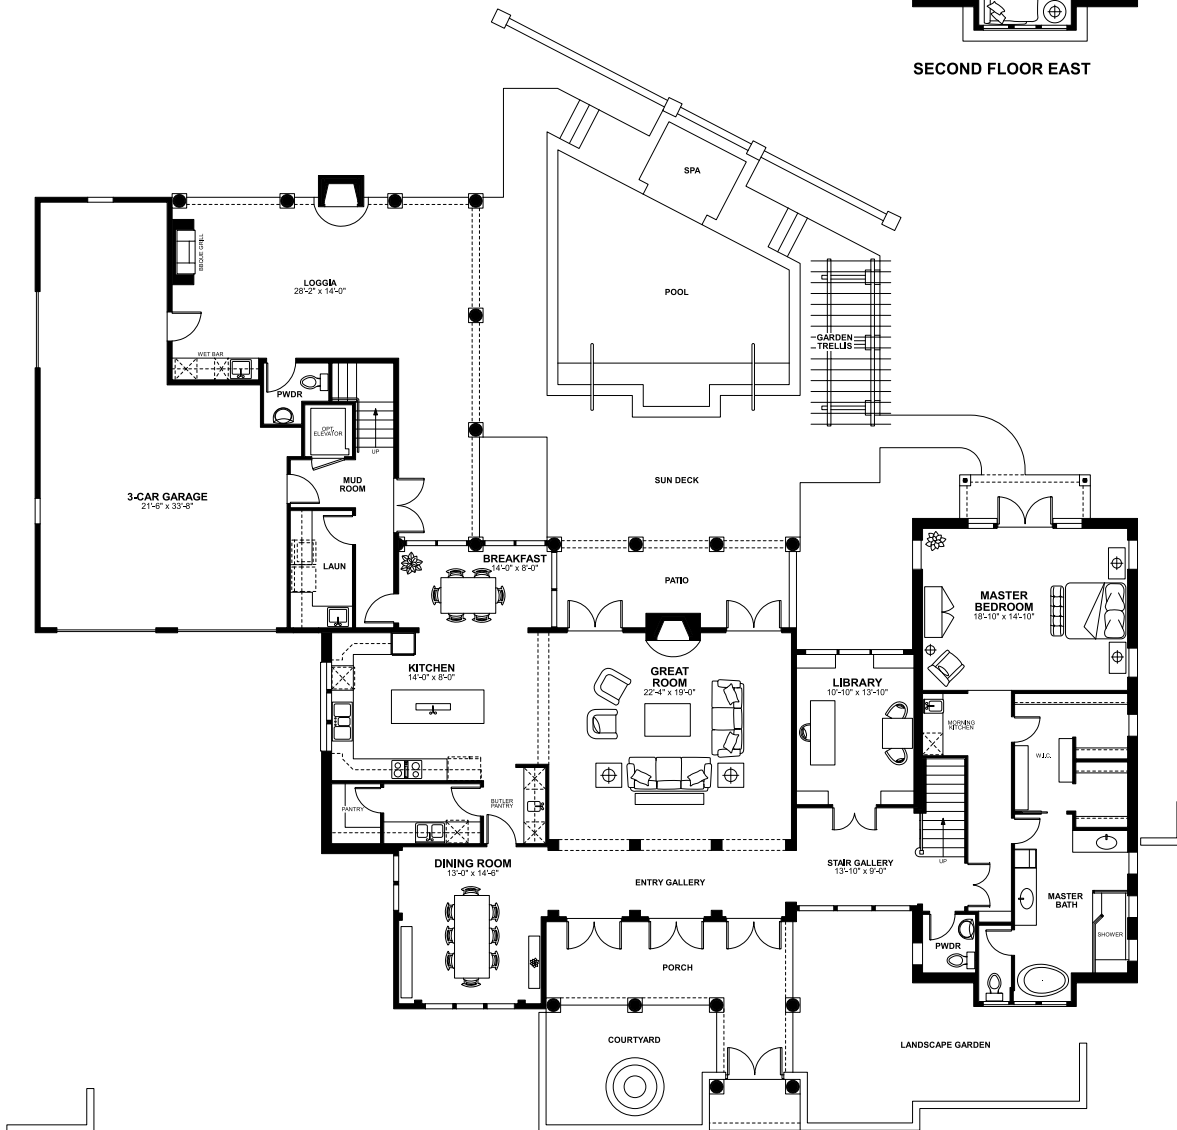 SECOND FLOOR EAST
SPA
BBQUE GRILL
LOGGIA
28'-2" x 14'-0"
POOL
GARDEN
TRELLIS
WET BAR
PWDR
OPT.
ELEVATOR
UP
MUD
ROOM
SUN DECK
3-CAR GARAGE
21'-6" x 33'-8"
BREAKFAST
14'-0" x 8'-0"
LAUN
PATIO
MASTER
BEDROOM
18'-10" x 14'-10"
KITCHEN
14'-0" x 8'-0"
GREAT
ROOM
22'-4" x 19'-0"
LIBRARY
10'-10" x 13'-10"
MORNING
KITCHEN
W.I.C.
PANTRY
BUTLER
PANTRY
DINING ROOM
13'-0" x 14'-6"
ENTRY GALLERY
STAIR GALLERY
13'-10" x 9'-0"
UP
MASTER
BATH
SHOWER
PWDR
PORCH
COURTYARD
LANDSCAPE GARDEN